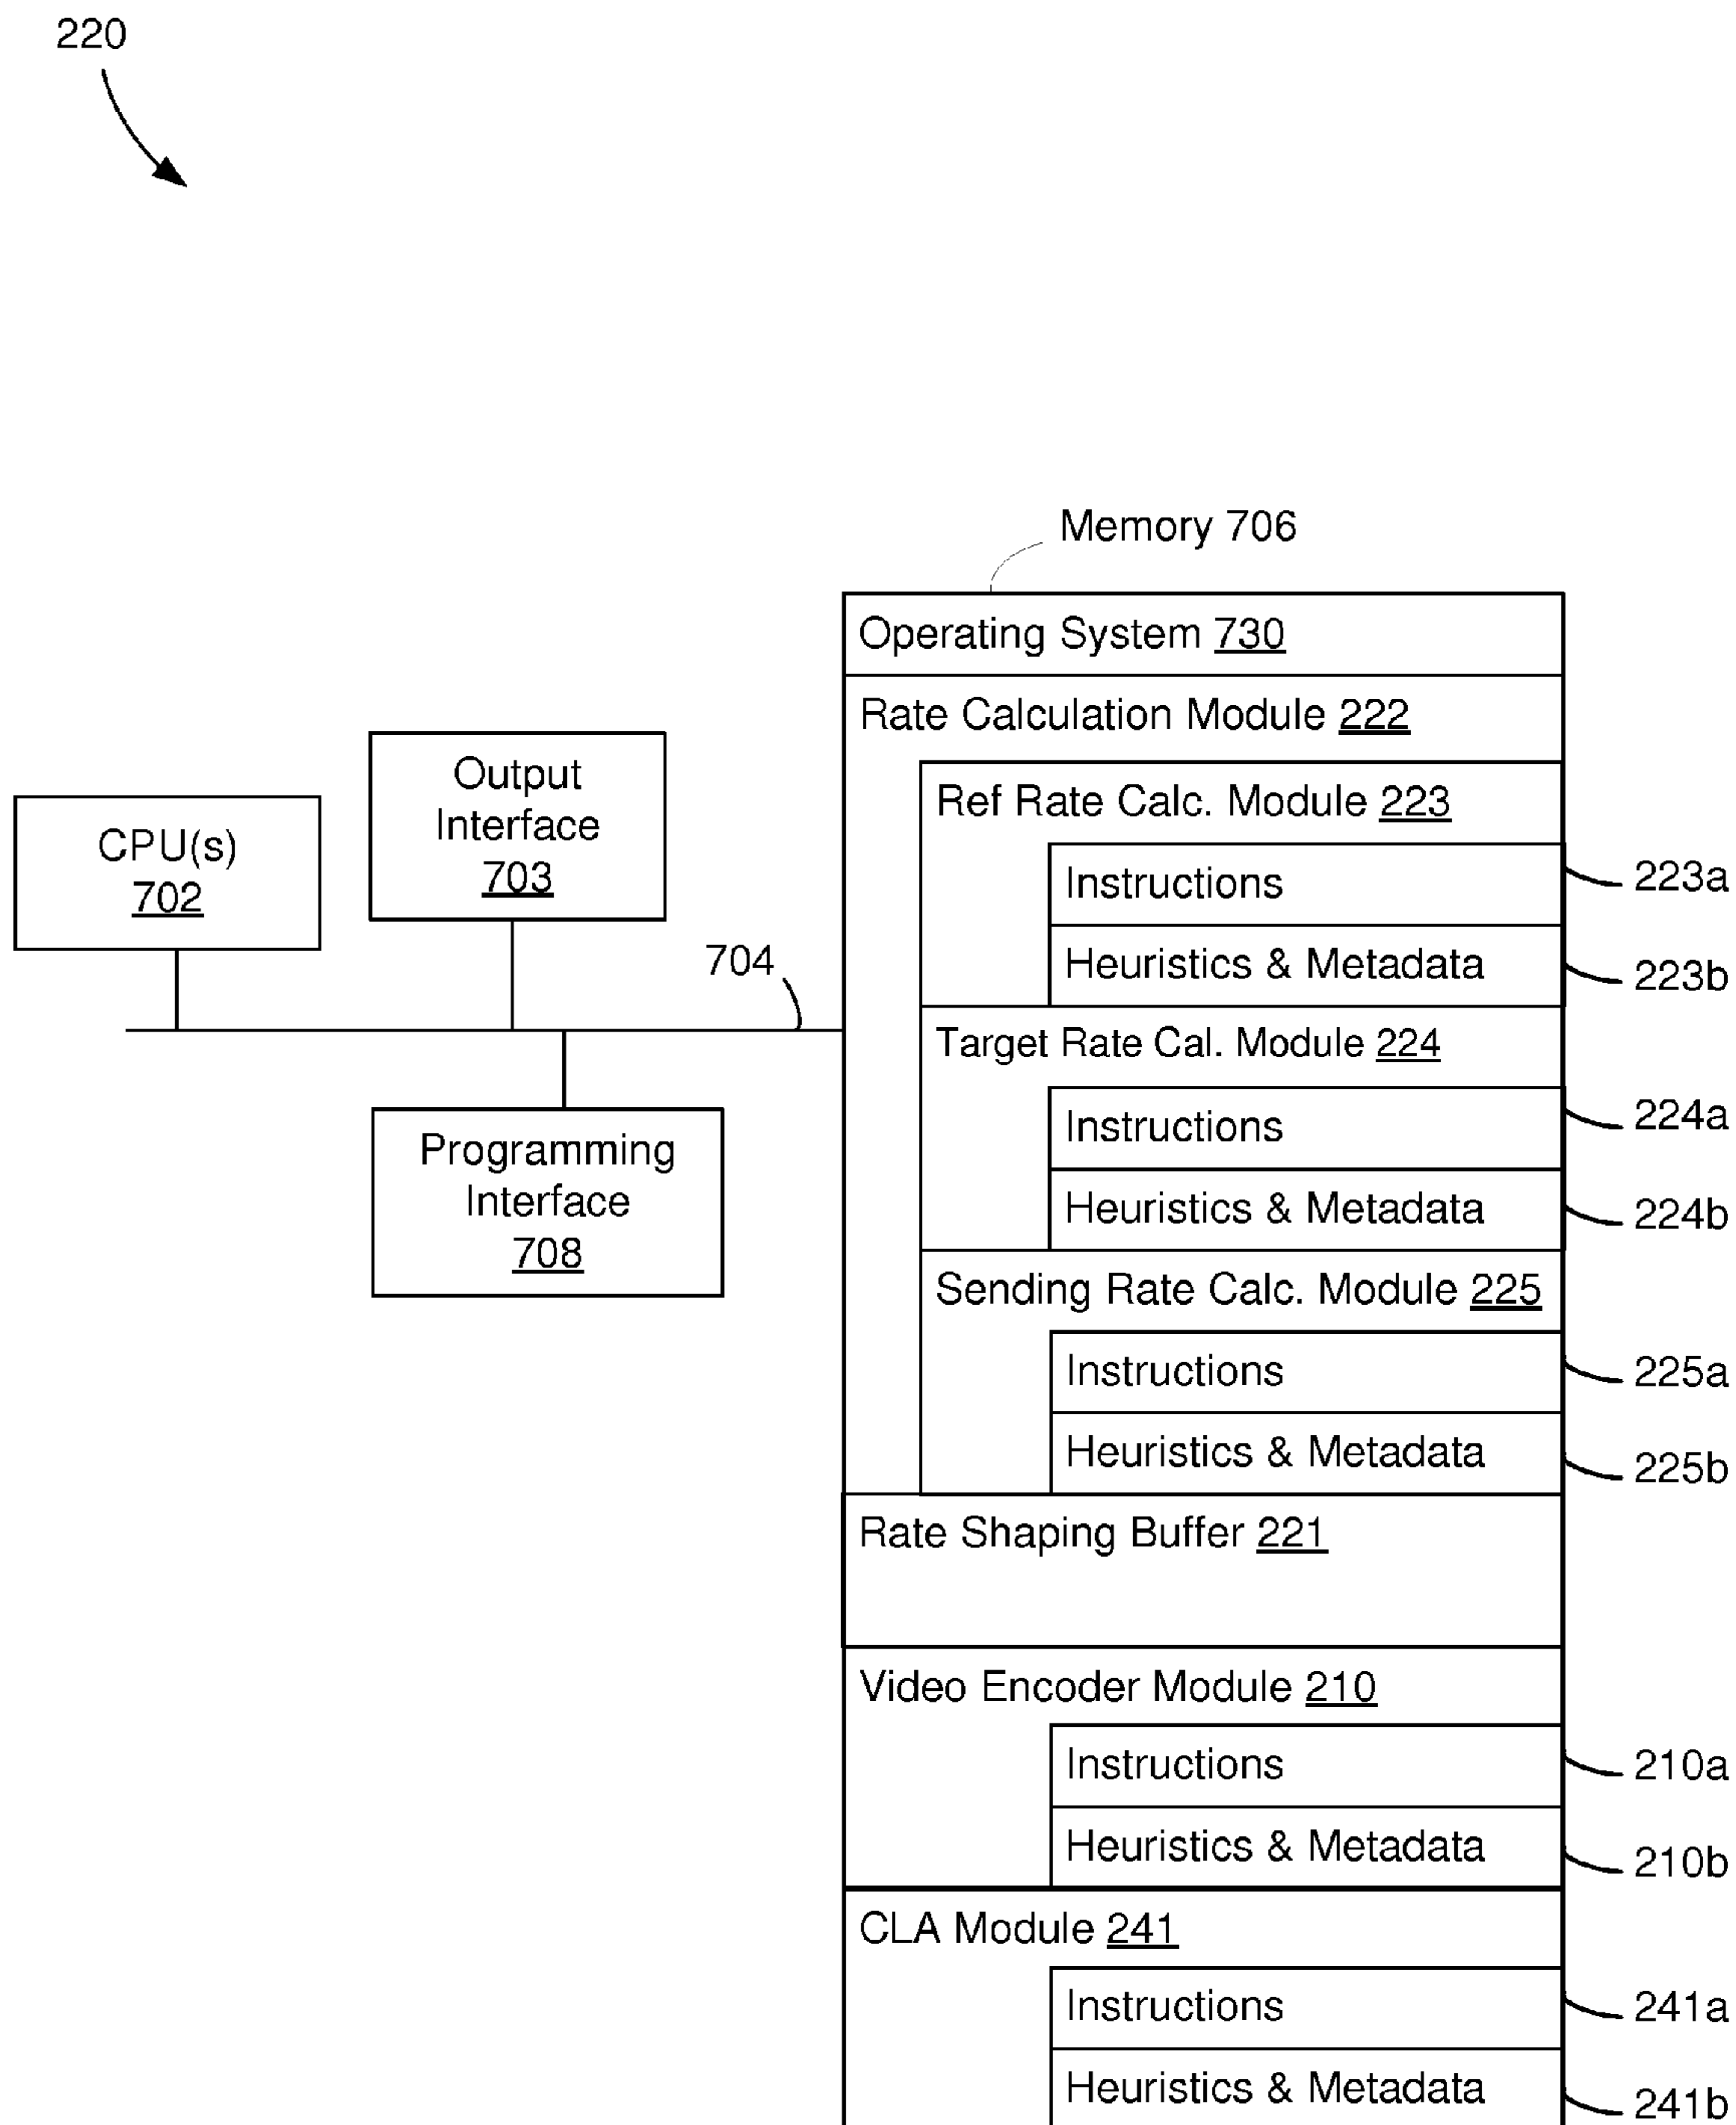 220
Memory 706
Operating System 730
Rate Calculation Module 222
Output
Interface
703
Ref Rate Calc. Module 223
CPU(s)
702
Instructions
223a
704
Heuristics & Metadata
223b
Target Rate Cal. Module 224
Programming
Interface
708
Instructions
224a
Heuristics & Metadata
224b
Sending Rate Calc. Module 225
Instructions
225a
Heuristics & Metadata
225b
Rate Shaping Buffer 221
Video Encoder Module 210
Instructions
210a
Heuristics & Metadata
210b
CLA Module 241
Instructions
241a
Heuristics & Metadata
241b